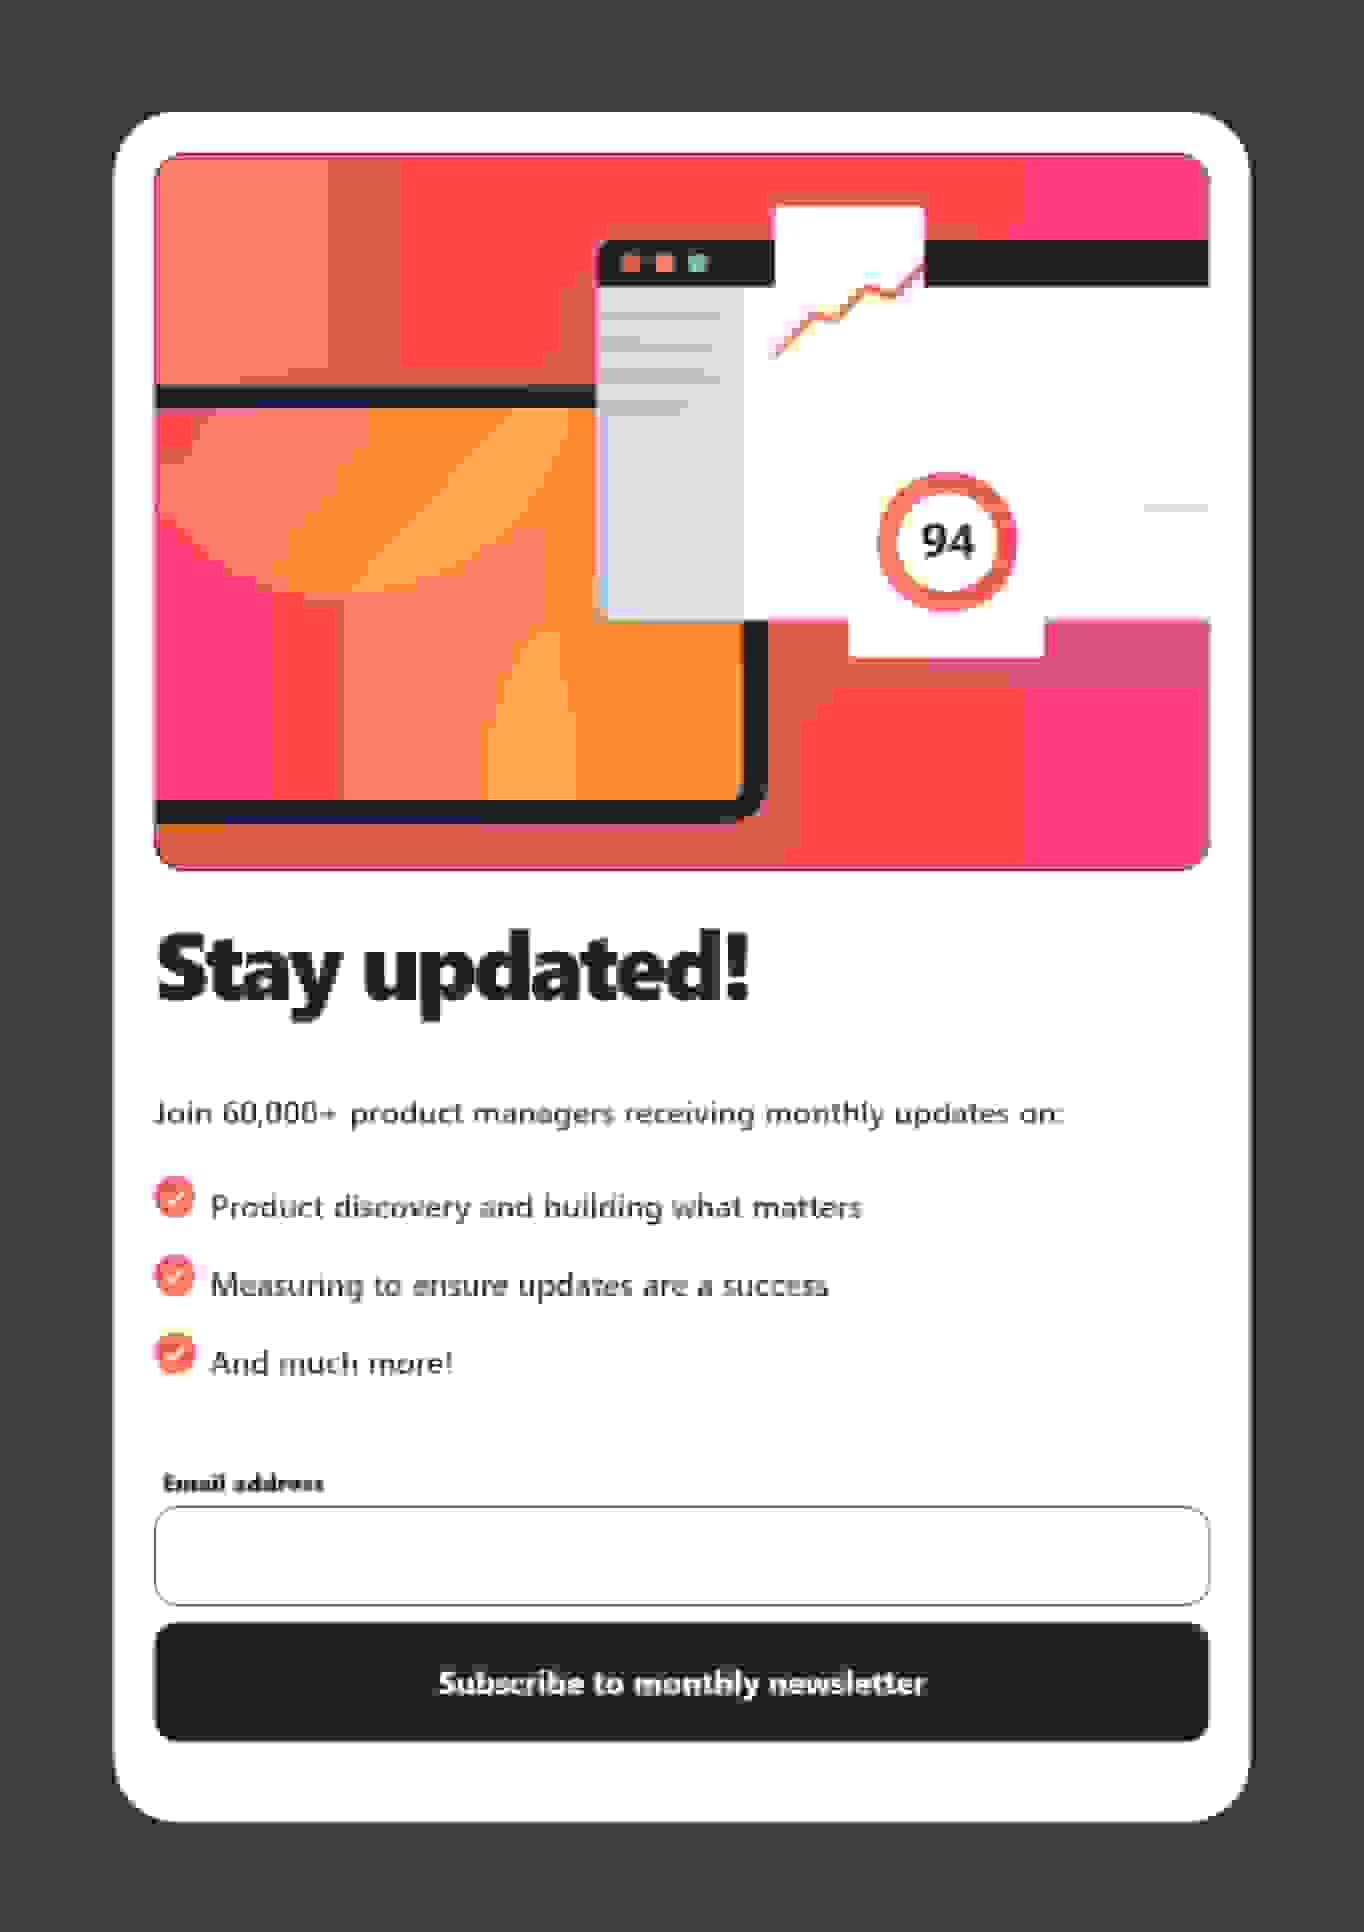 94
Stay updated!
Join 60,000+ product managers receiving monthly updates on:
Product discovery and building what matters
Measuring to ensure updates are a success
And much more!
Email address
Subscribe to monthly newsletter